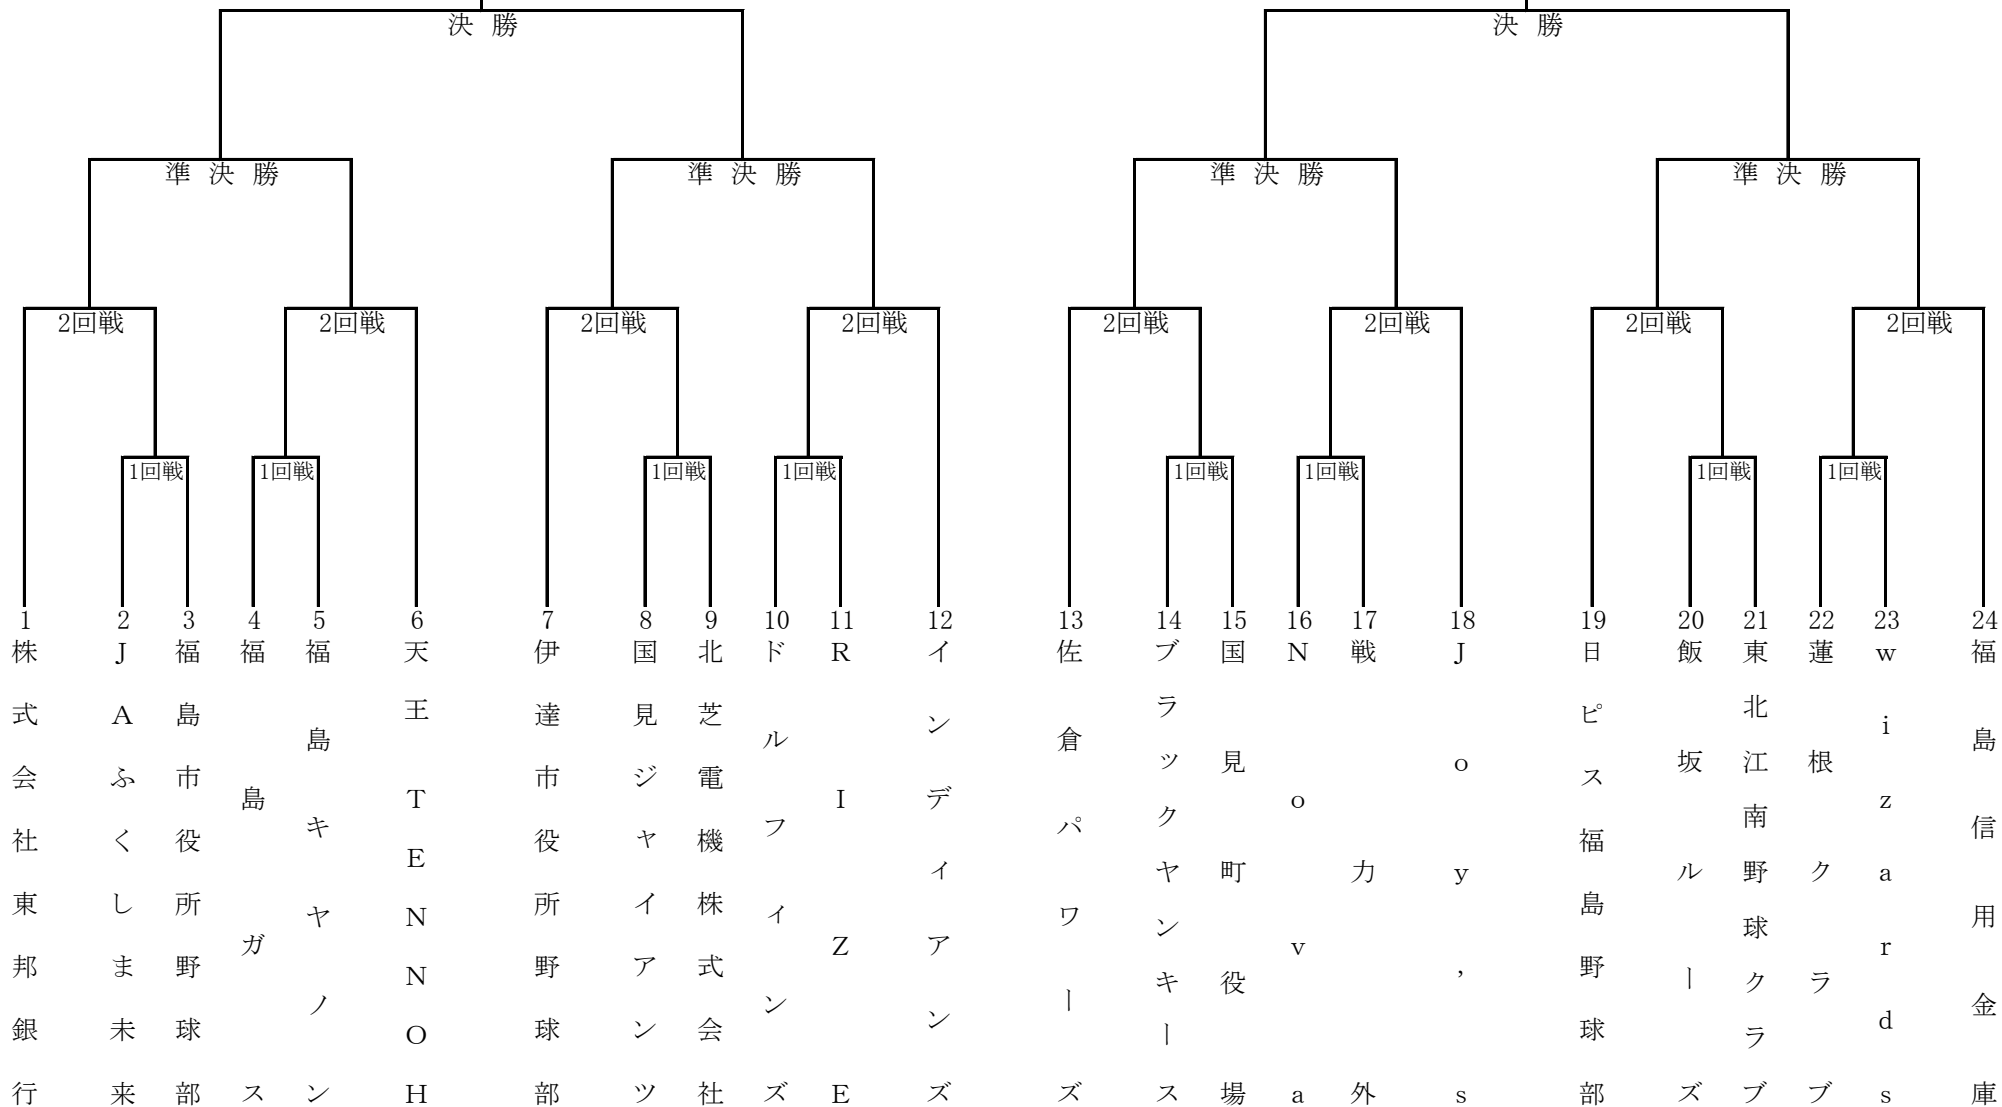 決勝
決勝
準決勝
準決勝
準決勝
準決勝
2回戦
2回戦
2回戦
2回戦
2回戦
2回戦
2回戦
2回戦
1回戦
1回戦
1回戦
1回戦
1回戦
1回戦
1回戦
1回戦
1
株式会社東邦銀行
2
JAふくしま未来
3
福島市役所野球部
4
福島ガス
5
福島キヤノン
6
天王 TENNOH
7
伊達市役所野球部
8
国見ジャイアンツ
9
北芝電機株式会社
10
ドルフィンズ
11
RIZE
12
インディアンズ
13
佐倉パワーズ
14
ブラックヤンキース
15
国見町役場
16
Nova
17
戦力外
18
Joy’s
19
日ピス福島野球部
20
飯坂ルーズ
21
東北江南野球クラブ
22
蓮根クラブ
23
wizards
24
福島信用金庫